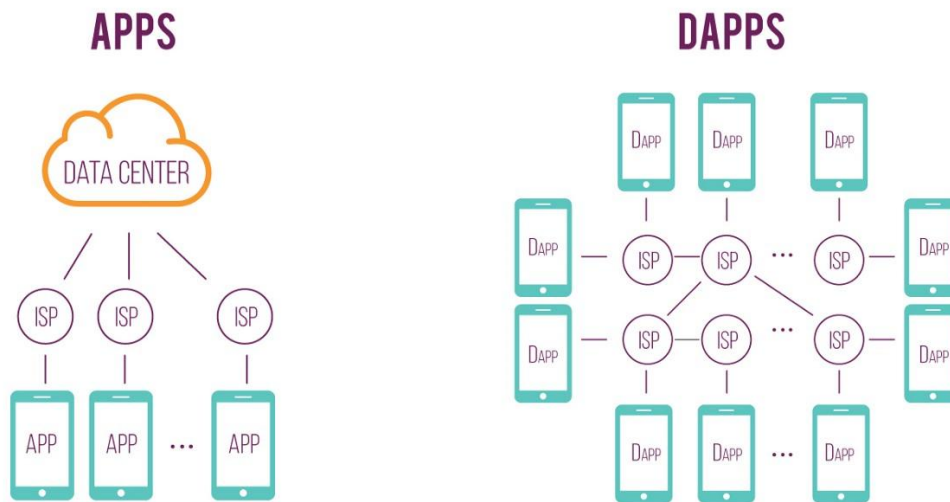 APPS
DATA CENTER
ISP ISP ISP
APP APP ... APP
DAPPS
DAPP DAPP DAPP
DAPP ISP ISP ... ISP DAPP
DAPP ISP ISP ... ISP DAPP
DAPP DAPP ... DAPP